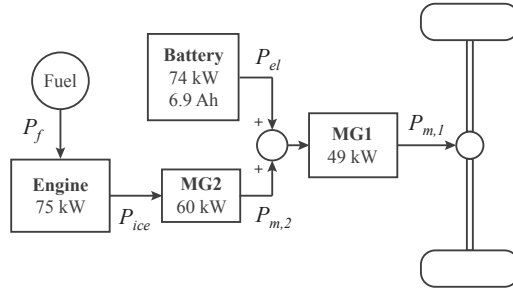 Battery
74 kW
6.9 Ah
P_el
Fuel
P_f
+
+
MG1
49 kW
P_m,1
Engine
75 kW
P_ice
MG2
60 kW
P_m,2